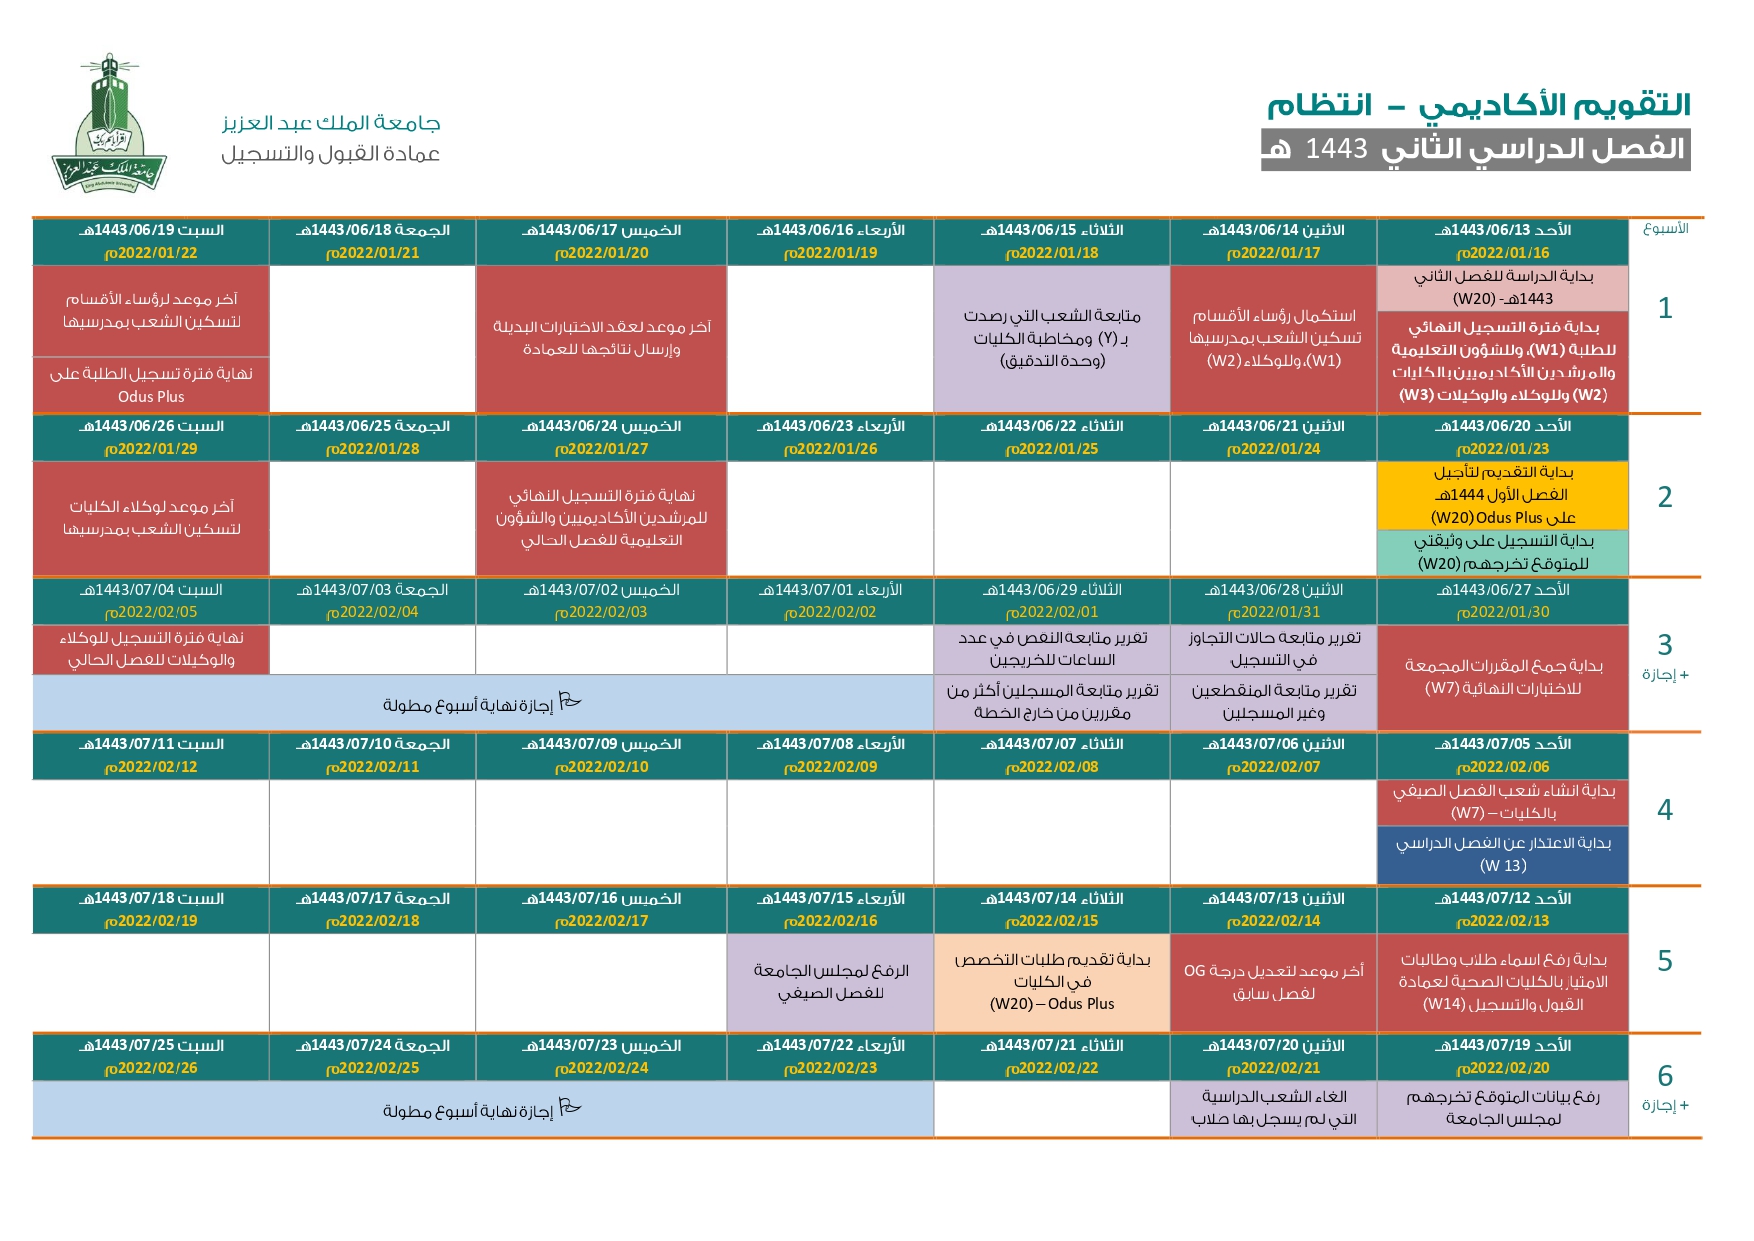 التقويم الأكاديمي – انتظام
الفصل الدراسي الثاني 1443 هـ
جامعة الملك عبد العزيز
عمادة القبول والتسجيل
جامعة الملك عبد العزيز
King Abdulaziz University
الأسبوع
1
الأحد 1443/06/13هـ
2022/01/16م
الاثنين 1443/06/14هـ
2022/01/17م
الثلاثاء 1443/06/15هـ
2022/01/18م
الأربعاء 1443/06/16هـ
2022/01/19م
الخميس 1443/06/17هـ
2022/01/20م
الجمعة 1443/06/18هـ
2022/01/21م
السبت 1443/06/19هـ
2022/01/22م
بداية الدراسة للفصل الثاني
1443هـ- (W20)
بداية فترة التسجيل النهائي
للطلبة (W1)، وللشؤون التعليمية
والمرشدين الأكاديميين بالكليات
(W2) وللوكلاء والوكيلات (W3)
استكمال رؤساء الأقسام
تسكين الشعب بمدرسيها
(W1)، وللوكلاء (W2)
متابعة الشعب التي رصدت
بـ (Y) ومخاطبة الكليات
(وحدة التدقيق)
آخر موعد لعقد الاختبارات البديلة
وإرسال نتائجها للعمادة
آخر موعد لرؤساء الأقسام
لتسكين الشعب بمدرسيها
نهاية فترة تسجيل الطلبة على
Odus Plus
2
الأحد 1443/06/20هـ
2022/01/23م
الاثنين 1443/06/21هـ
2022/01/24م
الثلاثاء 1443/06/22هـ
2022/01/25م
الأربعاء 1443/06/23هـ
2022/01/26م
الخميس 1443/06/24هـ
2022/01/27م
الجمعة 1443/06/25هـ
2022/01/28م
السبت 1443/06/26هـ
2022/01/29م
بداية التقديم لتأجيل
الفصل الأول 1444هـ
على Odus Plus (W20)
بداية التسجيل على وثيقتي
للمتوقع تخرجهم (W20)
نهاية فترة التسجيل النهائي
للمرشدين الأكاديميين والشؤون
التعليمية للفصل الحالي
آخر موعد لوكلاء الكليات
لتسكين الشعب بمدرسيها
3
+ إجازة
الأحد 1443/06/27هـ
2022/01/30م
الاثنين 1443/06/28هـ
2022/01/31م
الثلاثاء 1443/06/29هـ
2022/02/01م
الأربعاء 1443/07/01هـ
2022/02/02م
الخميس 1443/07/02هـ
2022/02/03م
الجمعة 1443/07/03هـ
2022/02/04م
السبت 1443/07/04هـ
2022/02/05م
بداية جمع المقررات المجمعة
للاختبارات النهائية (W7)
تقرير متابعة حالات التجاوز
في التسجيل
تقرير متابعة المنقطعين
وغير المسجلين
تقرير متابعة النقص في عدد
الساعات للخريجين
تقرير متابعة المسجلين أكثر من
مقررين من خارج الخطة
نهاية فترة التسجيل للوكلاء
والوكيلات للفصل الحالي
إجازة نهاية أسبوع مطولة
4
الأحد 1443/07/05هـ
2022/02/06م
الاثنين 1443/07/06هـ
2022/02/07م
الثلاثاء 1443/07/07هـ
2022/02/08م
الأربعاء 1443/07/08هـ
2022/02/09م
الخميس 1443/07/09هـ
2022/02/10م
الجمعة 1443/07/10هـ
2022/02/11م
السبت 1443/07/11هـ
2022/02/12م
بداية انشاء شعب الفصل الصيفي
بالكليات – (W7)
بداية الاعتذار عن الفصل الدراسي
(W 13)
5
الأحد 1443/07/12هـ
2022/02/13م
الاثنين 1443/07/13هـ
2022/02/14م
الثلاثاء 1443/07/14هـ
2022/02/15م
الأربعاء 1443/07/15هـ
2022/02/16م
الخميس 1443/07/16هـ
2022/02/17م
الجمعة 1443/07/17هـ
2022/02/18م
السبت 1443/07/18هـ
2022/02/19م
بداية رفع اسماء طلاب وطالبات
الامتياز بالكليات الصحية لعمادة
القبول والتسجيل (W14)
أخر موعد لتعديل درجة OG
لفصل سابق
بداية تقديم طلبات التخصص
في الكليات
(W20) – Odus Plus
الرفع لمجلس الجامعة
للفصل الصيفي
6
+ إجازة
الأحد 1443/07/19هـ
2022/02/20م
الاثنين 1443/07/20هـ
2022/02/21م
الثلاثاء 1443/07/21هـ
2022/02/22م
الأربعاء 1443/07/22هـ
2022/02/23م
الخميس 1443/07/23هـ
2022/02/24م
الجمعة 1443/07/24هـ
2022/02/25م
السبت 1443/07/25هـ
2022/02/26م
رفع بيانات المتوقع تخرجهم
لمجلس الجامعة
الغاء الشعب الدراسية
التي لم يسجل بها طلاب
إجازة نهاية أسبوع مطولة